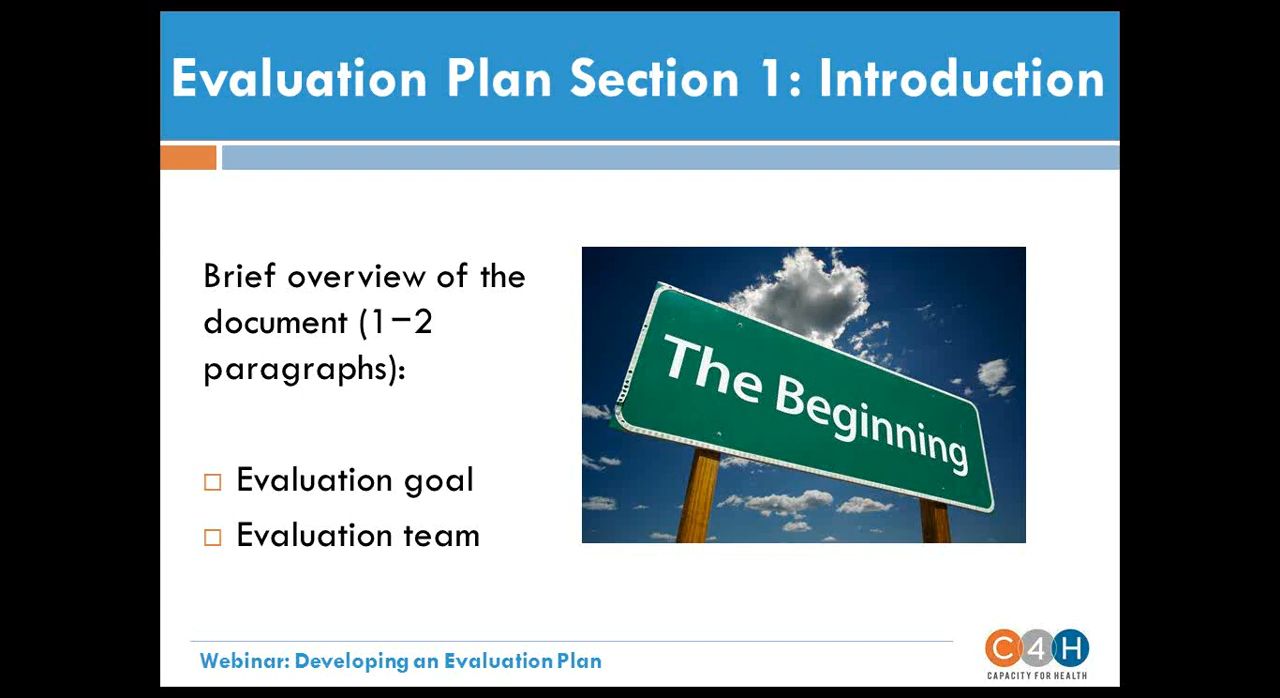 Evaluation Plan Section 1: Introduction
Brief overview of the
document (1–2
paragraphs):
Evaluation goal
Evaluation team
The Beginning
Webinar: Developing an Evaluation Plan
C4H
CAPACITY FOR HEALTH